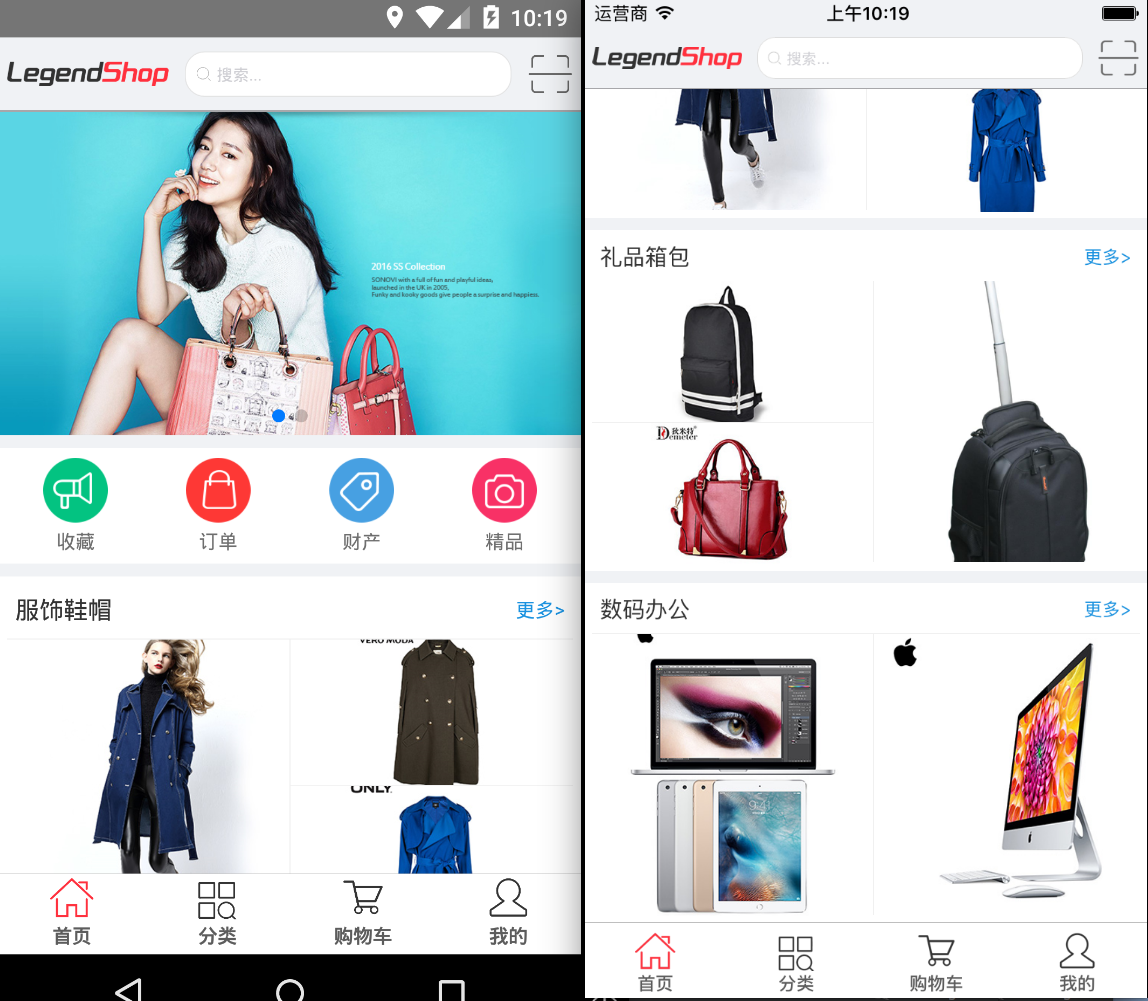 10:19
LegendShop
搜索...
2016 SS Collection
SONOVI with a full of fun and playful ideas,
launched in the UK in 2005.
Funky and kooky goods give people a surprise and happiess.
收藏 订单 财产 精品
服饰鞋帽 更多>
VERO MODA
ONLY
首页 分类 购物车 我的
运营商 上午10:19
LegendShop
搜索...
礼品箱包 更多>
狄米特
Demeter
数码办公 更多>
首页 分类 购物车 我的